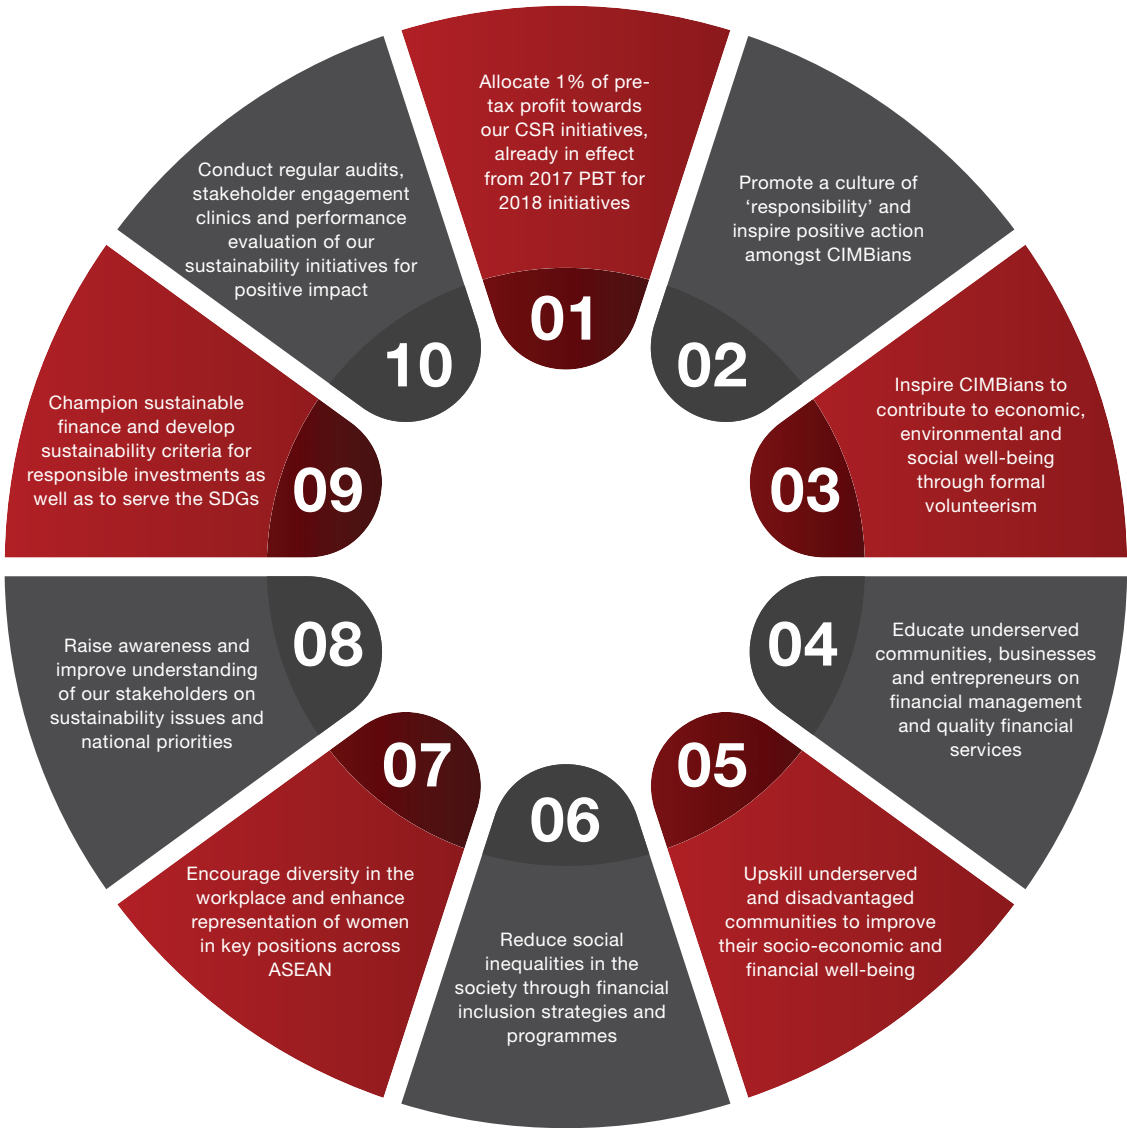 Allocate 1% of pre-
tax profit towards
our CSR initiatives,
already in effect
from 2017 PBT for
2018 initiatives
01
Promote a culture of
‘responsibility’ and
inspire positive action
amongst CIMBians
02
Inspire CIMBians to
contribute to economic,
environmental and
social well-being
through formal
volunteerism
03
Educate underserved
communities, businesses
and entrepreneurs on
financial management
and quality financial
services
04
Upskill underserved
and disadvantaged
communities to improve
their socio-economic and
financial well-being
05
Reduce social
inequalities in the
society through financial
inclusion strategies and
programmes
06
Encourage diversity in the
workplace and enhance
representation of women
in key positions across
ASEAN
07
Raise awareness and
improve understanding
of our stakeholders on
sustainability issues and
national priorities
08
Champion sustainable
finance and develop
sustainability criteria for
responsible investments as
well as to serve the SDGs
09
Conduct regular audits,
stakeholder engagement
clinics and performance
evaluation of our
sustainability initiatives for
positive impact
10